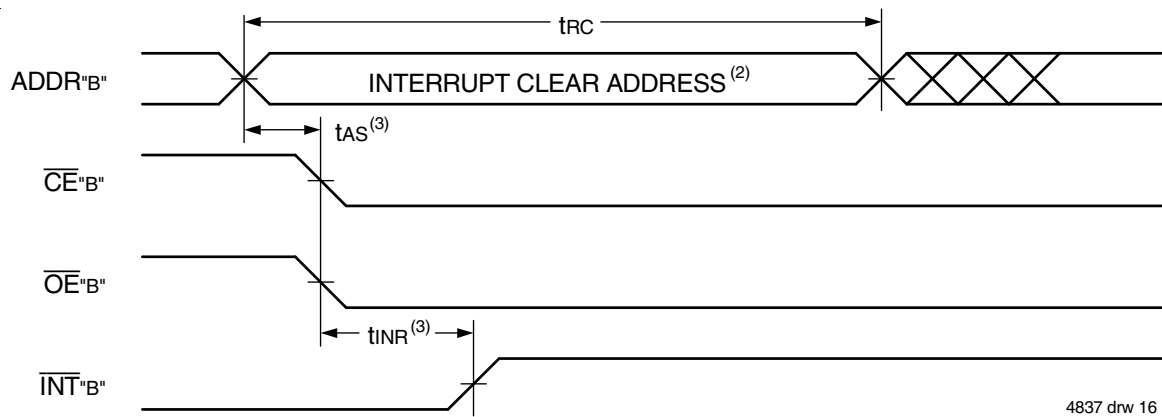 tRC
ADDR"B"
INTERRUPT CLEAR ADDRESS (2)
tAS(3)
CE"B"
OE"B"
tINR(3)
INT"B"
4837 drw 16